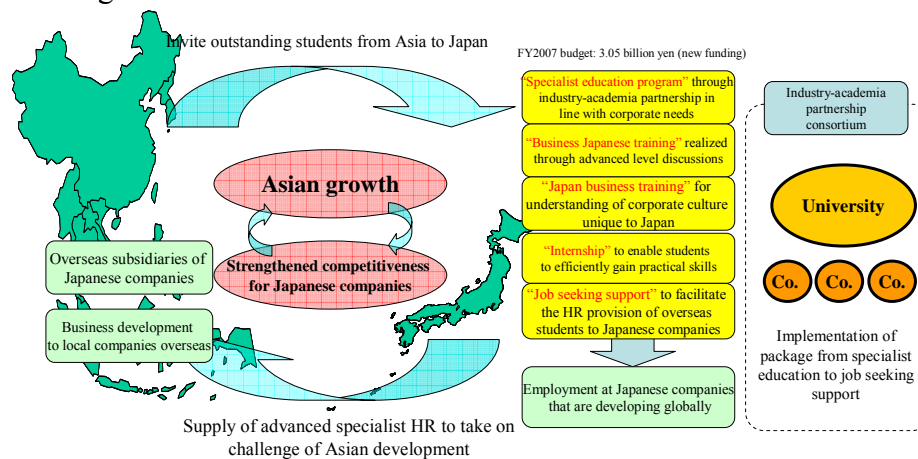 Invite outstanding students from Asia to Japan
FY2007 budget: 3.05 billion yen (new funding)
"Specialist education program" through
industry-academia partnership in
line with corporate needs
"Business Japanese training" realized
through advanced level discussions
"Japan business training" for
understanding of corporate culture
unique to Japan
"Internship" to enable students
to efficiently gain practical skills
"Job seeking support" to facilitate
the HR provision of overseas
students to Japanese companies
Employment at Japanese companies
that are developing globally
Industry-academia
partnership
consortium
University
Co.
Co.
Co.
Implementation of
package from specialist
education to job seeking
support
Asian growth
Strengthened competitiveness
for Japanese companies
Overseas subsidiaries of
Japanese companies
Business development
to local companies overseas
Supply of advanced specialist HR to take on
challenge of Asian development